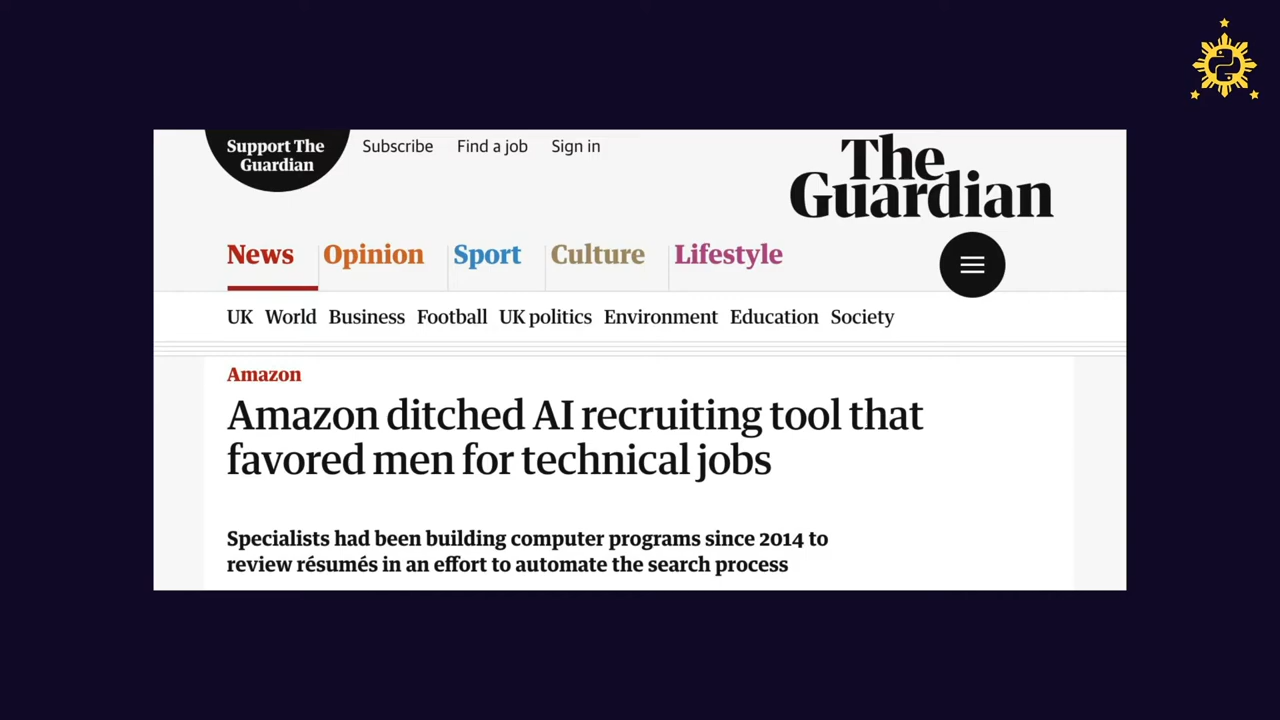 Support The
Guardian
Subscribe Find a job Sign in
The
Guardian
News Opinion Sport Culture Lifestyle
UK World Business Football UK politics Environment Education Society
Amazon
Amazon ditched AI recruiting tool that
favored men for technical jobs
Specialists had been building computer programs since 2014 to
review résumés in an effort to automate the search process